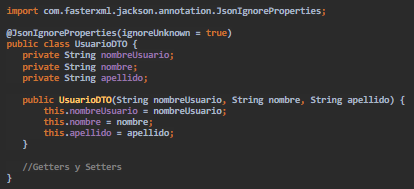 import com.fasterxml.jackson.annotation.JsonIgnoreProperties;
@JsonIgnoreProperties(ignoreUnknown = true)
public class UsuarioDTO {
    private String nombreUsuario;
    private String nombre;
    private String apellido;
    public UsuarioDTO(String nombreUsuario, String nombre, String apellido) {
        this.nombreUsuario = nombreUsuario;
        this.nombre = nombre;
        this.apellido = apellido;
    }
    //Getters y Setters
}